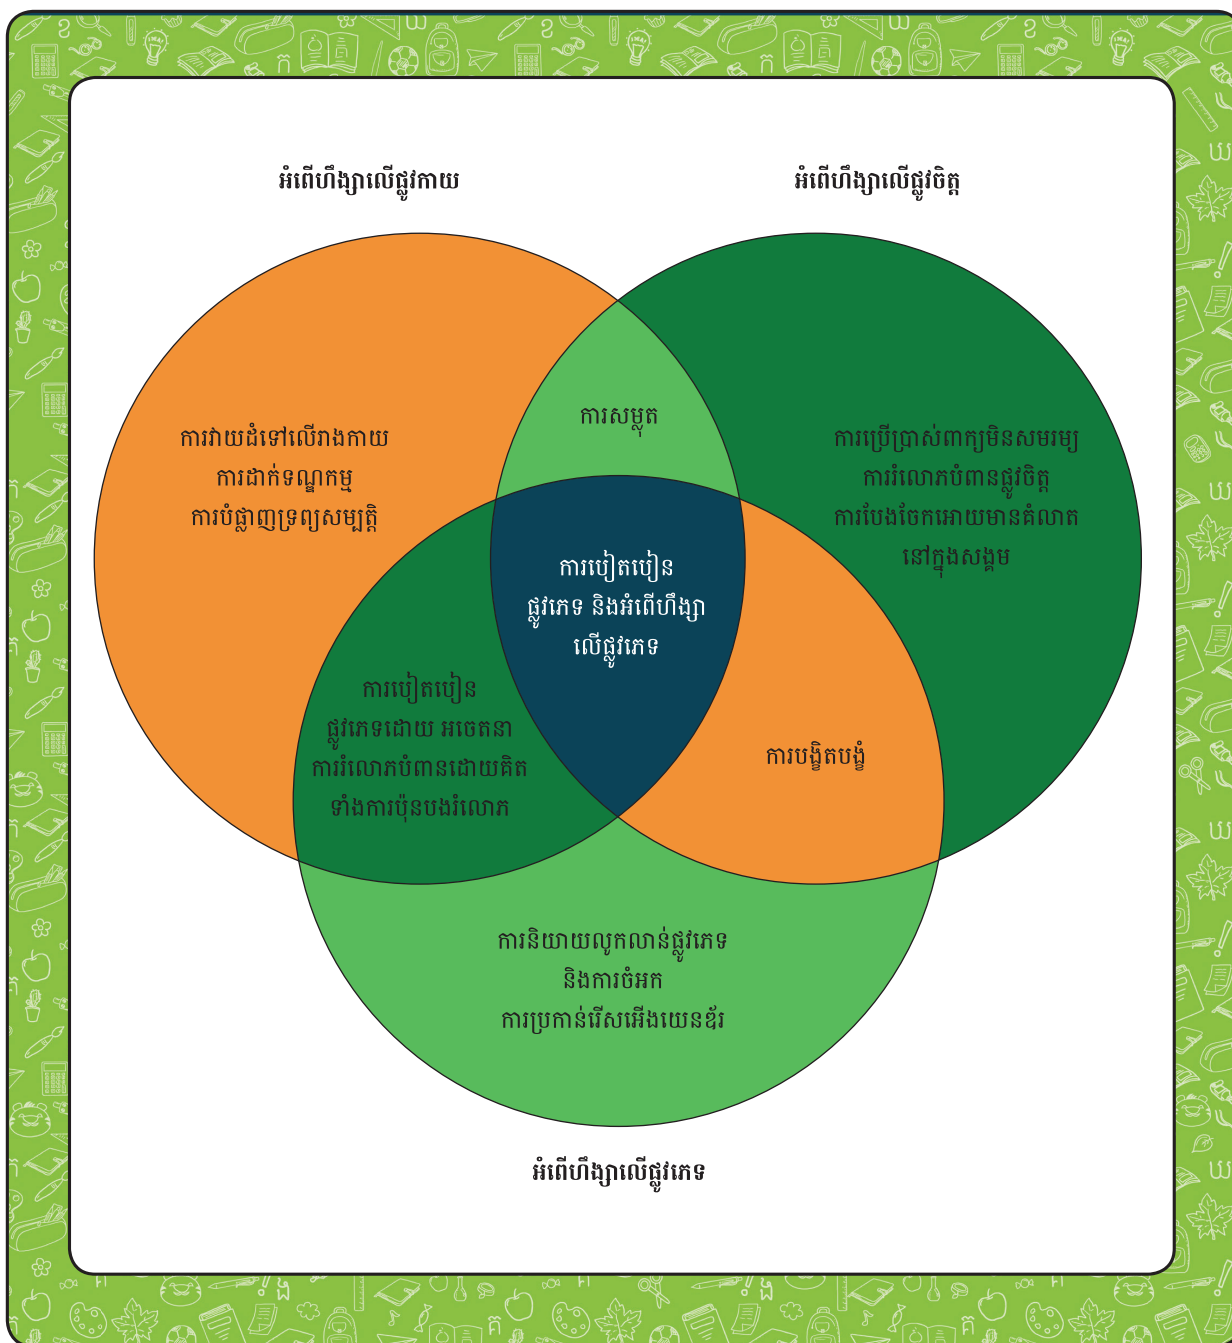 អំពើហឹង្សាលើផ្លូវកាយ
អំពើហឹង្សាលើផ្លូវចិត្ត
ការវាយដំទៅលើរាងកាយ
ការដាក់ទណ្ឌកម្ម
ការបំផ្លាញទ្រព្យសម្បត្តិ
ការសម្លុត
ការប្រើប្រាស់ពាក្យមិនសមរម្យ
ការរំលោភបំពានផ្លូវចិត្ត
ការបែងចែកអោយមានគំលាត
នៅក្នុងសង្គម
ការបៀតបៀន
ផ្លូវភេទ និងអំពើហឹង្សា
លើផ្លូវភេទ
ការបៀតបៀន
ផ្លូវភេទដោយ អចេតនា
ការរំលោភបំពានដោយគិត
ទាំងការប៉ុនបងរំលោភ
ការបង្ខិតបង្ខំ
ការនិយាយលូកលាន់ផ្លូវភេទ
និងការចំអក
ការប្រកាន់រើសអើងយេនឌ័រ
អំពើហឹង្សាលើផ្លូវភេទ